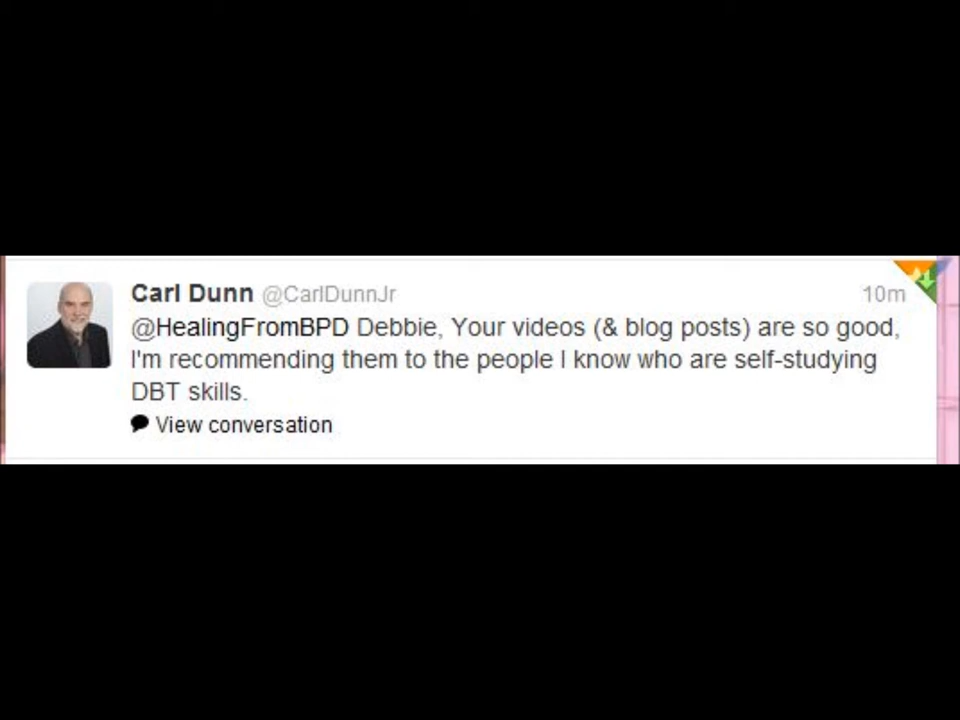 Carl Dunn @CarlDunnJr 10m
@HealingFromBPD Debbie, Your videos (& blog posts) are so good,
I'm recommending them to the people I know who are self-studying
DBT skills.
View conversation